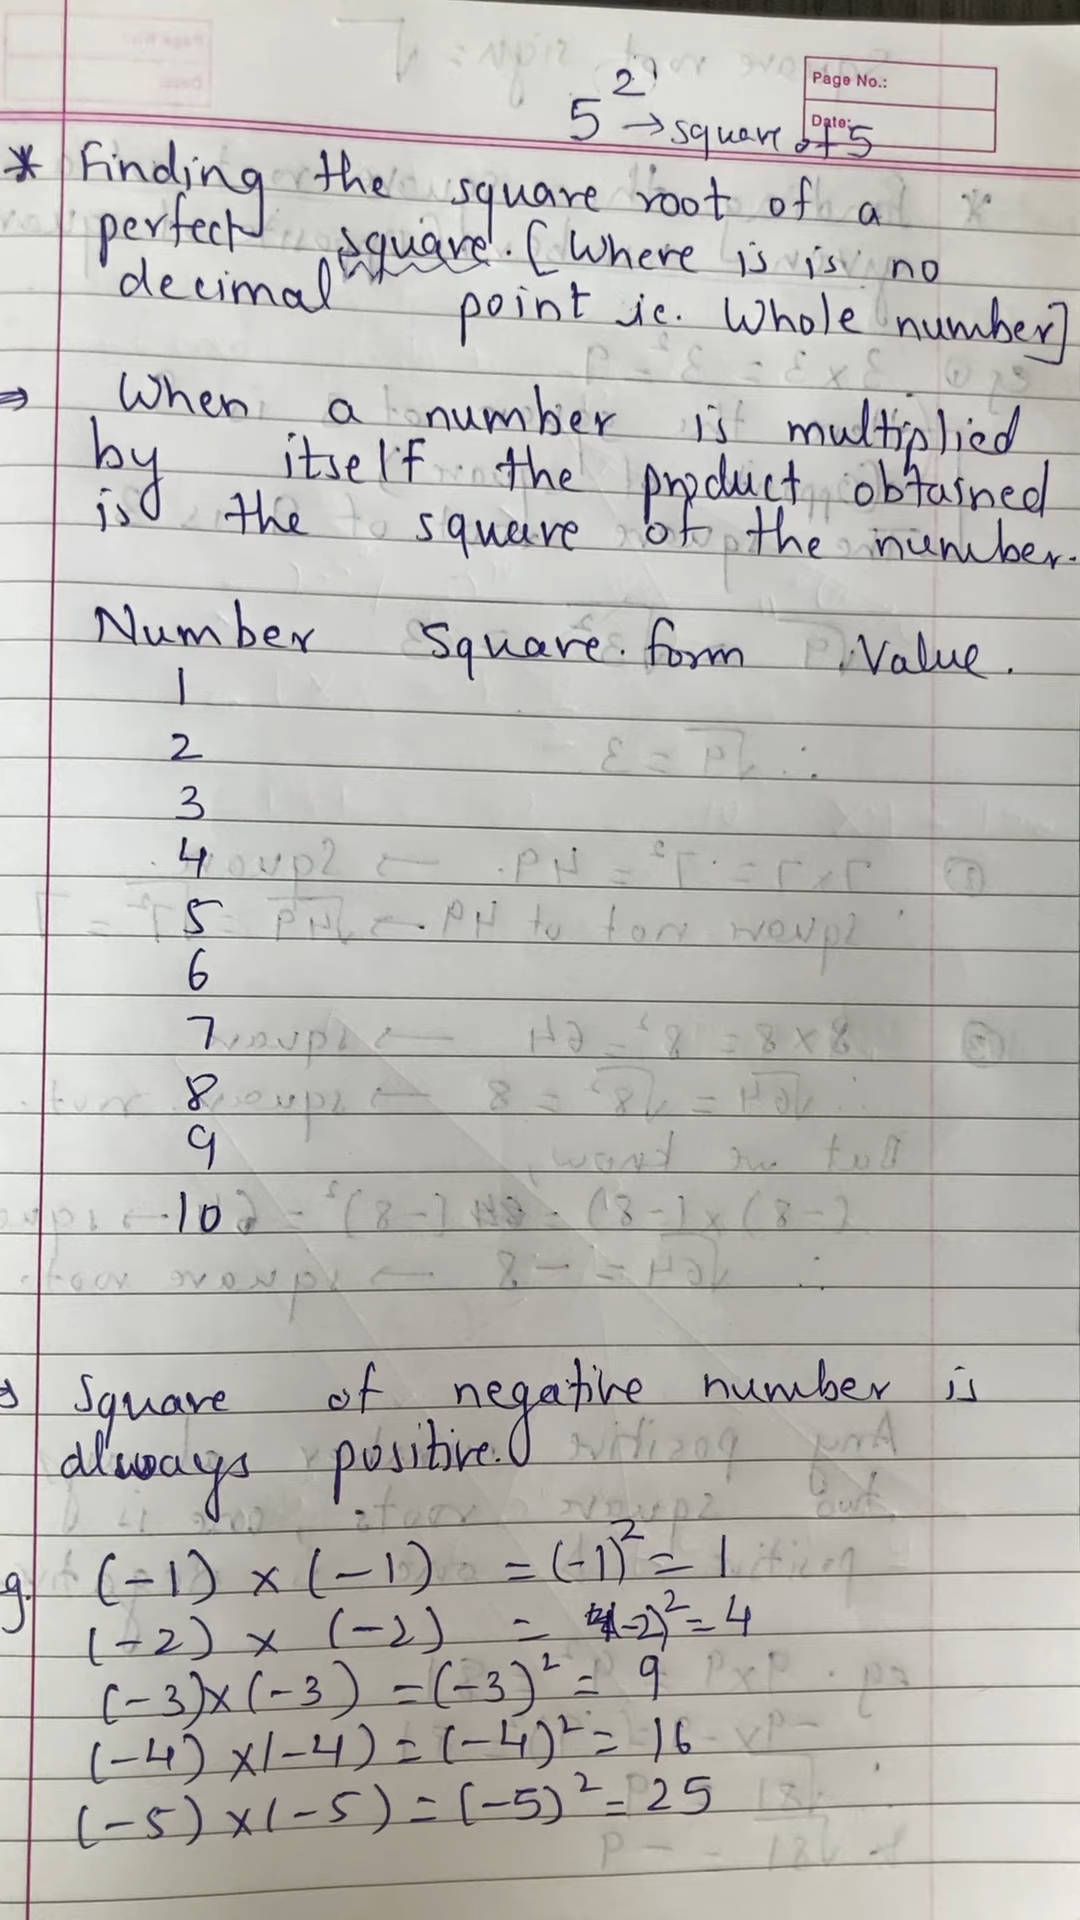 Page No.:
Date:
5² → square of 5
* Finding the square root of a
perfect square. [Where is is no
decimal point ie. Whole number]
⇒ When a number is multiplied
by itself the product obtained
is the square of the number.
Number Square form Value.
1
2
3
4
5
6
7
8
9
10
Square of negative number is
always positive.
g. (-1) × (-1) = (-1)² = 1
(-2) × (-2) = (-2)² = 4
(-3) × (-3) = (-3)² = 9
(-4) × (-4) = (-4)² = 16
(-5) × (-5) = (-5)² = 25